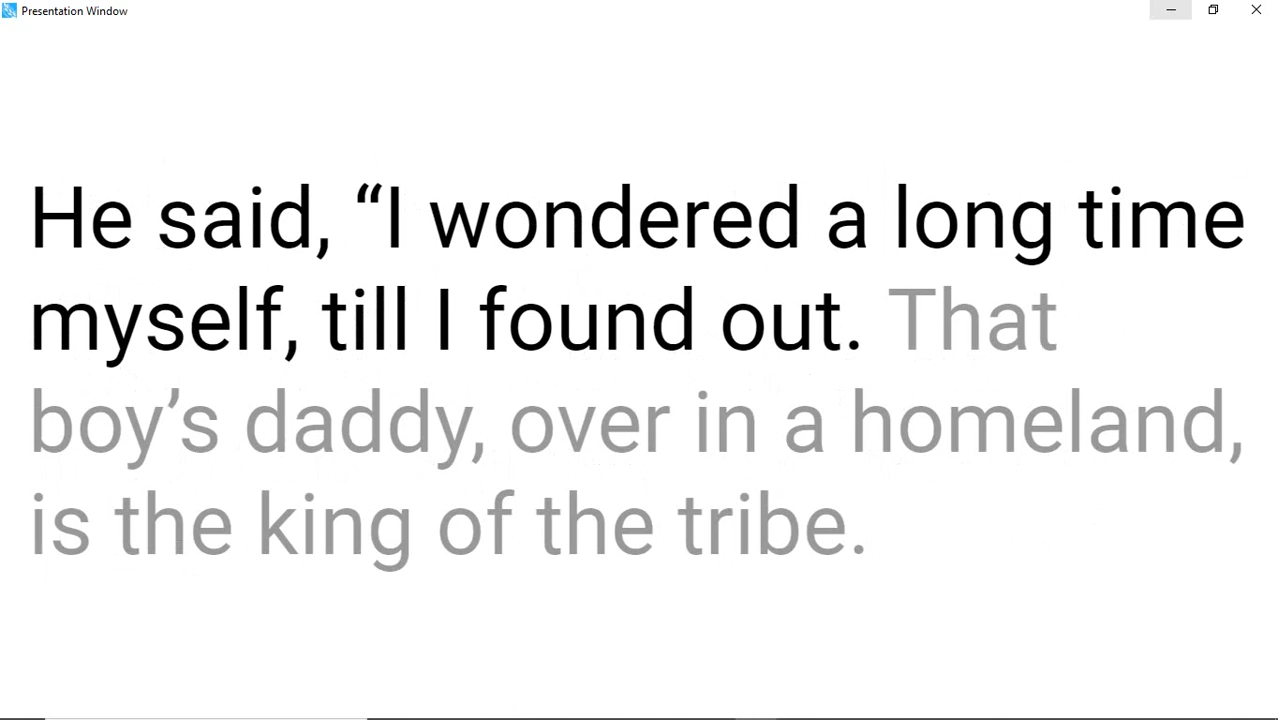 Presentation Window
He said, “I wondered a long time
myself, till I found out. That
boy’s daddy, over in a homeland,
is the king of the tribe.